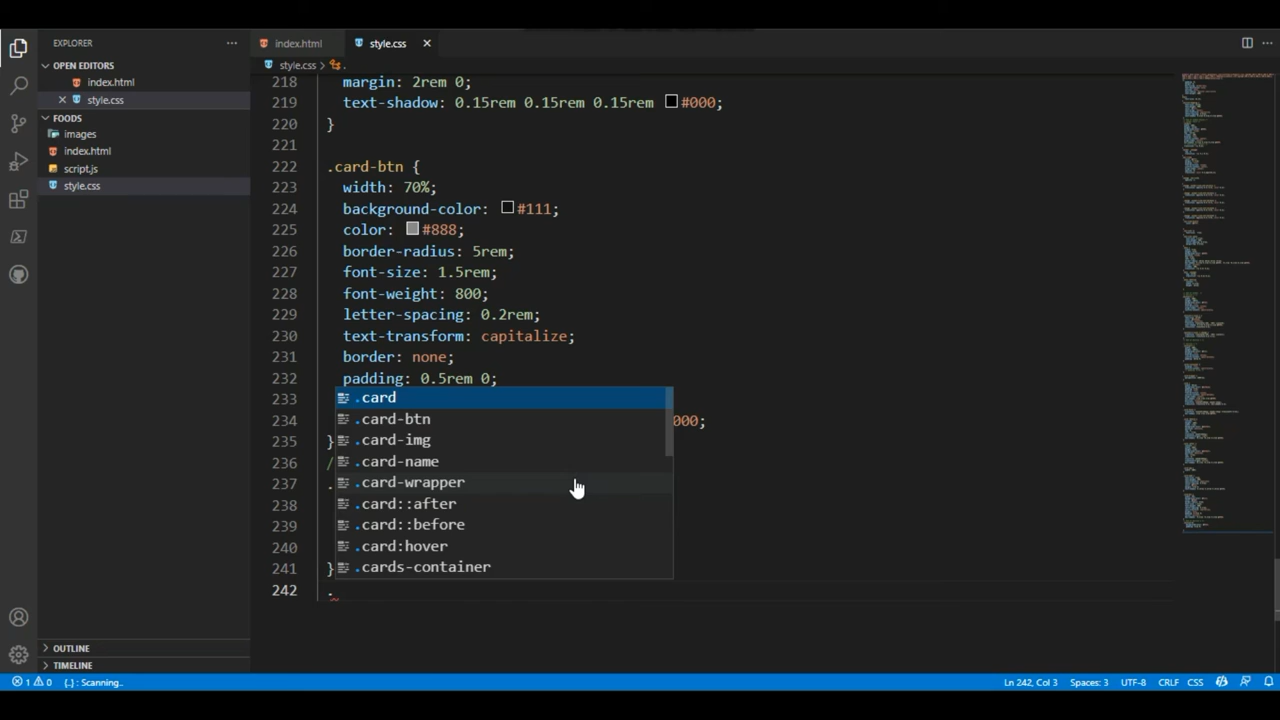 EXPLORER
index.html
style.css
OPEN EDITORS
index.html
style.css
FOODS
images
index.html
script.js
style.css
OUTLINE
TIMELINE
style.css > .
218 margin: 2rem 0;
219 text-shadow: 0.15rem 0.15rem 0.15rem #000;
220 }
221
222 .card-btn {
223 width: 70%;
224 background-color: #111;
225 color: #888;
226 border-radius: 5rem;
227 font-size: 1.5rem;
228 font-weight: 800;
229 letter-spacing: 0.2rem;
230 text-transform: capitalize;
231 border: none;
232 padding: 0.5rem 0;
233
234 000;
235 }
236 /
237 .
238
239
240
241 }
242 .
.card
.card-btn
.card-img
.card-name
.card-wrapper
.card::after
.card::before
.card:hover
.cards-container
1 0 {..}: Scanning..
Ln 242, Col 3 Spaces: 3 UTF-8 CRLF CSS